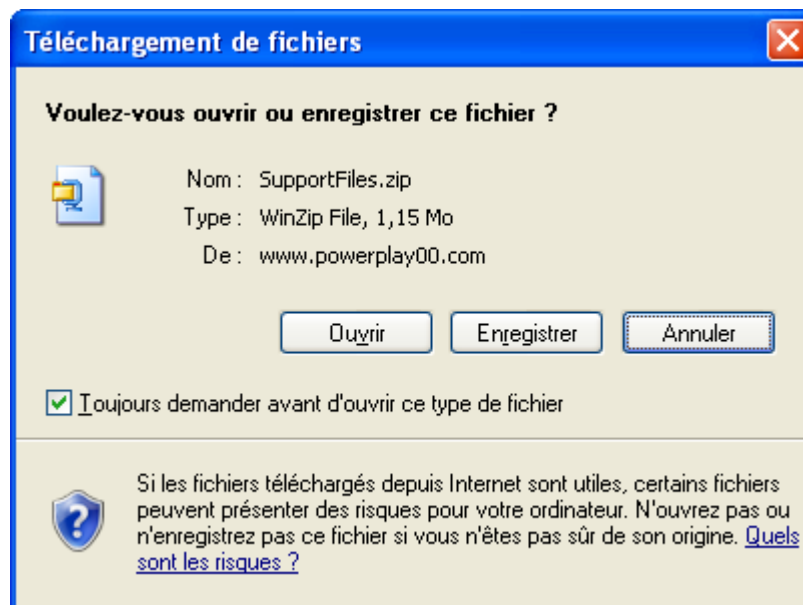 Téléchargement de fichiers
Voulez-vous ouvrir ou enregistrer ce fichier ?
Nom : SupportFiles.zip
Type : WinZip File, 1,15 Mo
De : www.powerplay00.com
Ouvrir Enregistrer Annuler
Toujours demander avant d'ouvrir ce type de fichier
Si les fichiers téléchargés depuis Internet sont utiles, certains fichiers
peuvent présenter des risques pour votre ordinateur. N'ouvrez pas ou
n'enregistrez pas ce fichier si vous n'êtes pas sûr de son origine. Quels
sont les risques ?